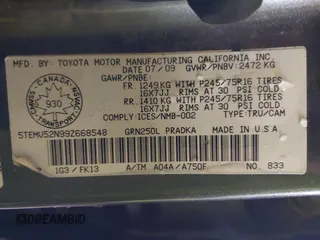 MFD. BY: TOYOTA MOTOR MANUFACTURING CALIFORNIA INC.
DATE 07/09 GVWR/PNBV: 2472 KG
GAWR/PNBE:
FR. 1249 KG WITH P245/75R16 TIRES
16X7JJ RIMS AT 30 PSI COLD.
RR. 1410 KG WITH P245/75R16 TIRES
16X7JJ RIMS AT 30 PSI COLD.
COMPLY:ICES/NMB-002 TYPE:TRU/CAM
CANADA
930
NSVM
5TEMU52N99Z668548 GRN250L PRADKA MADE IN U.S.A.
1G3 / FK13 A/TM A04A/A750F NO. 833
© DREAMBID